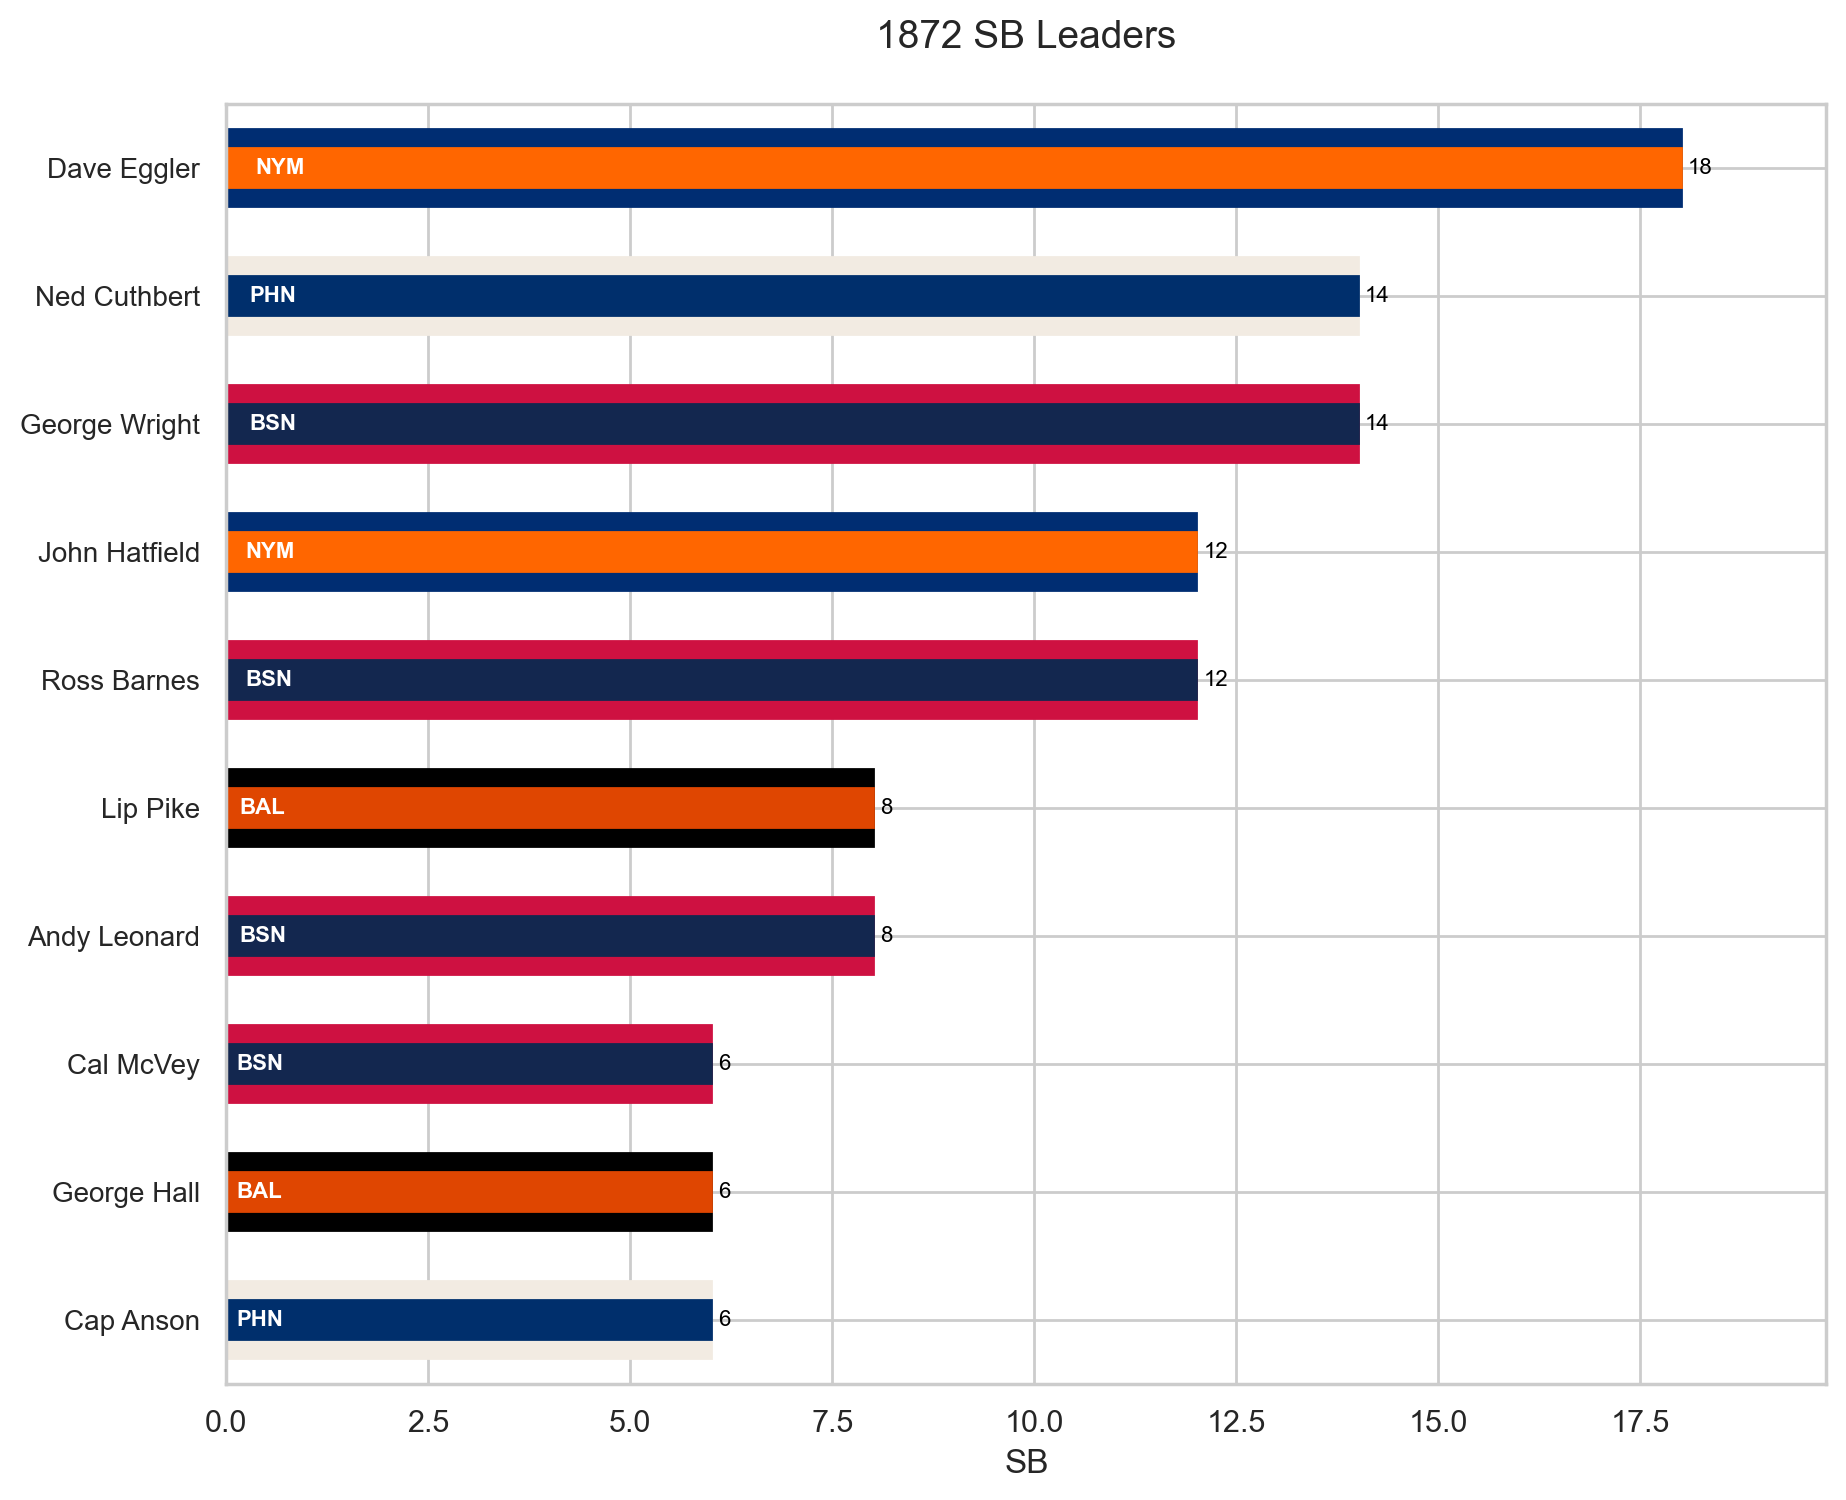 1872 SB Leaders
Dave Eggler NYM 18
Ned Cuthbert PHN 14
George Wright BSN 14
John Hatfield NYM 12
Ross Barnes BSN 12
Lip Pike BAL 8
Andy Leonard BSN 8
Cal McVey BSN 6
George Hall BAL 6
Cap Anson PHN 6
0.0 2.5 5.0 7.5 10.0 12.5 15.0 17.5
SB